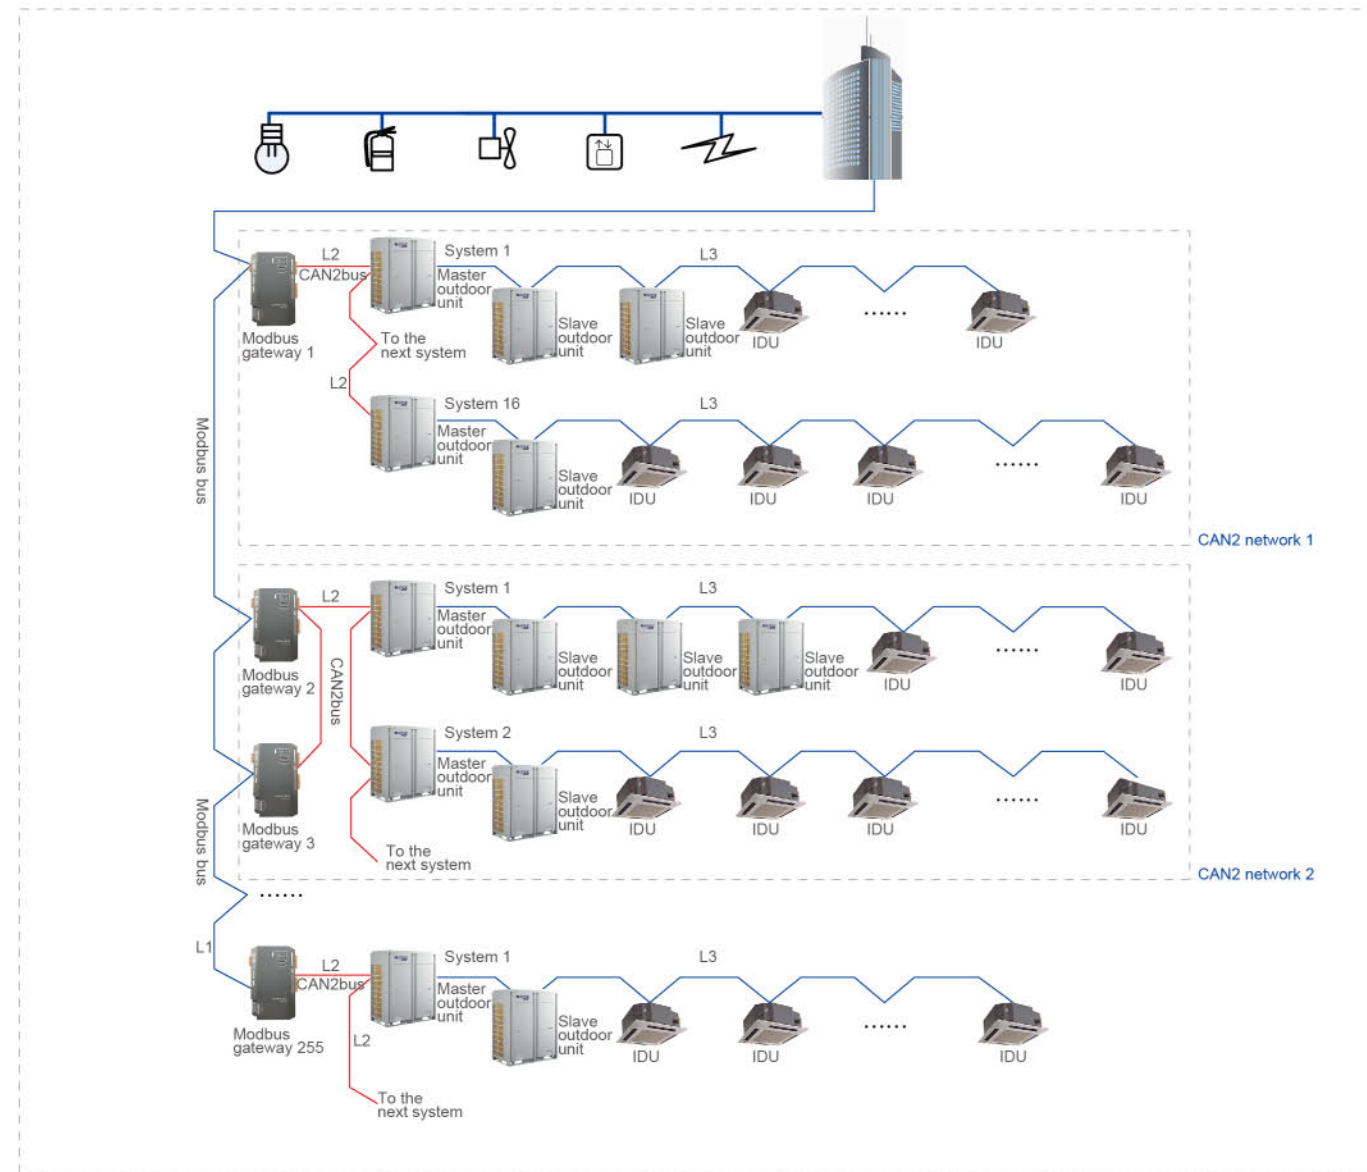 System 1
L2
CAN2bus
L3
Master
outdoor
unit
Slave
outdoor
unit
Slave
outdoor
unit
IDU
......
IDU
Modbus
gateway 1
To the
next system
L2
System 16
L3
Master
outdoor
unit
Slave
outdoor
unit
IDU
IDU
IDU
......
IDU
Modbus bus
CAN2 network 1
System 1
L2
L3
Master
outdoor
unit
Slave
outdoor
unit
Slave
outdoor
unit
Slave
outdoor
unit
IDU
......
IDU
Modbus
gateway 2
CAN2bus
System 2
L3
Master
outdoor
unit
Slave
outdoor
unit
IDU
IDU
IDU
......
IDU
Modbus
gateway 3
To the
next system
Modbus bus
CAN2 network 2
......
L1
System 1
L2
CAN2bus
L3
Master
outdoor
unit
Slave
outdoor
unit
IDU
IDU
......
IDU
Modbus
gateway 255
L2
To the
next system